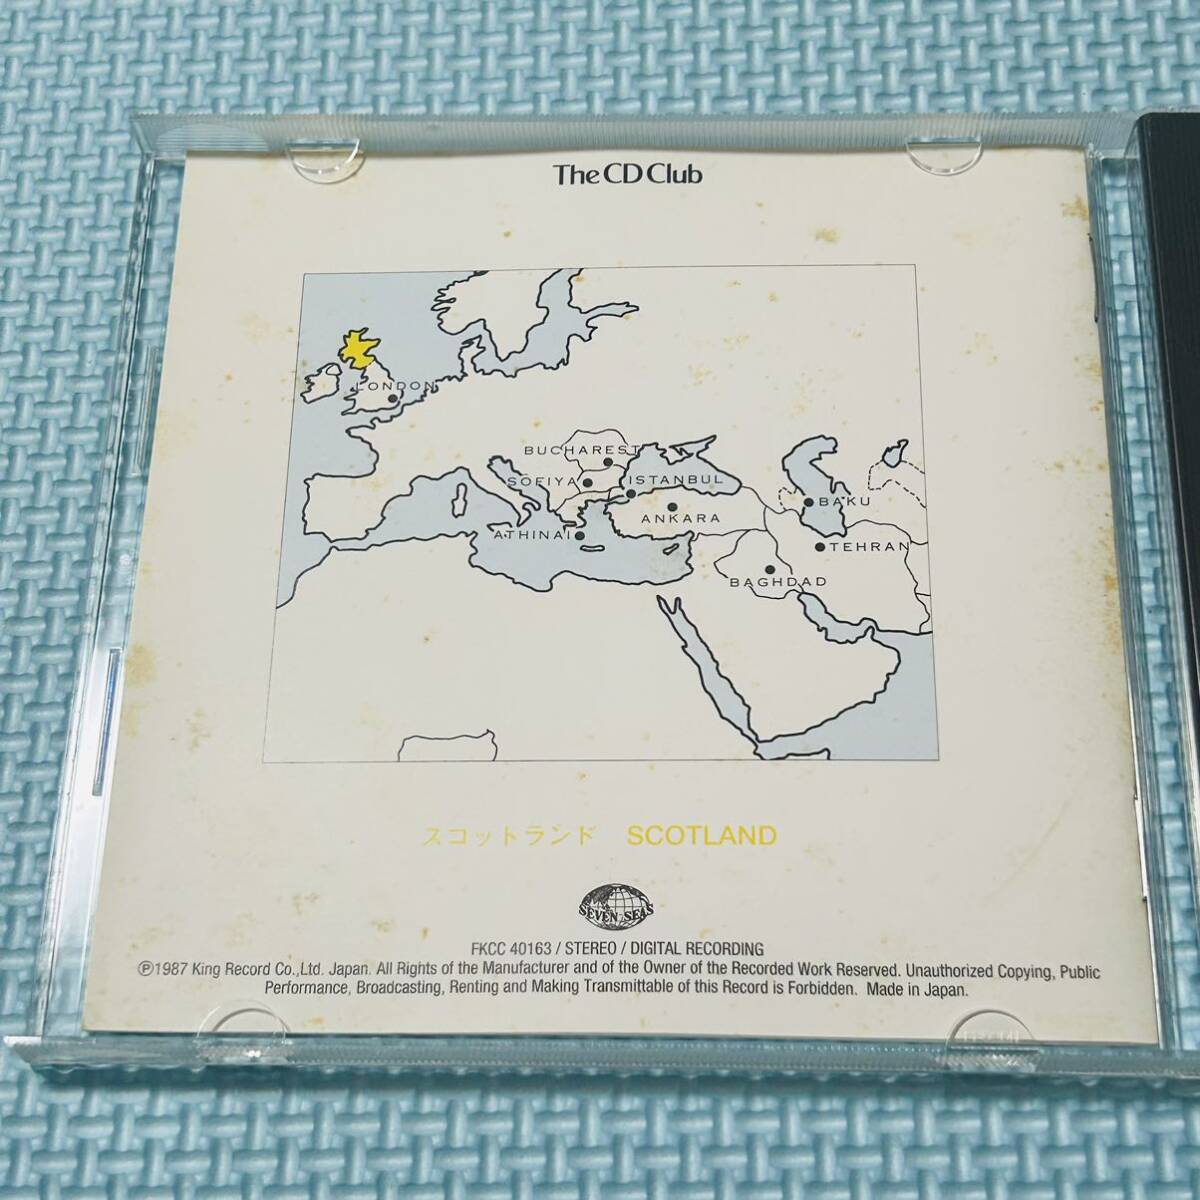 The CD Club
LONDON
BUCHAREST
SOFIYA
ISTANBUL
BAKU
ANKARA
ATHINAI
TEHRAN
BAGHDAD
スコットランド SCOTLAND
SEVEN SEAS
FKCC 40163 / STEREO / DIGITAL RECORDING
Ⓟ1987 King Record Co.,Ltd. Japan. All Rights of the Manufacturer and of the Owner of the Recorded Work Reserved. Unauthorized Copying, Public
Performance, Broadcasting, Renting and Making Transmittable of this Record is Forbidden. Made in Japan.